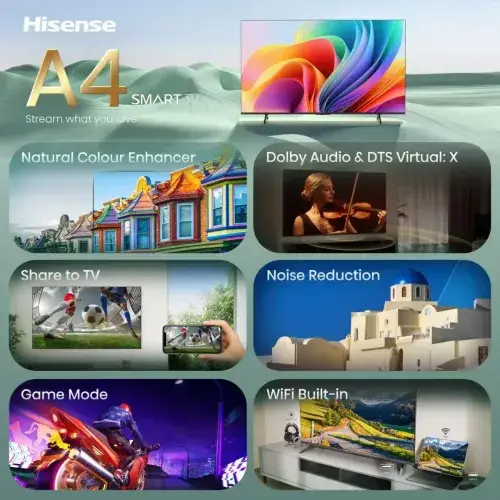 Hisense
A4 SMART TV
Stream what you love
Natural Colour Enhancer
Dolby Audio & DTS Virtual: X
Share to TV
Noise Reduction
Game Mode
WiFi Built-in